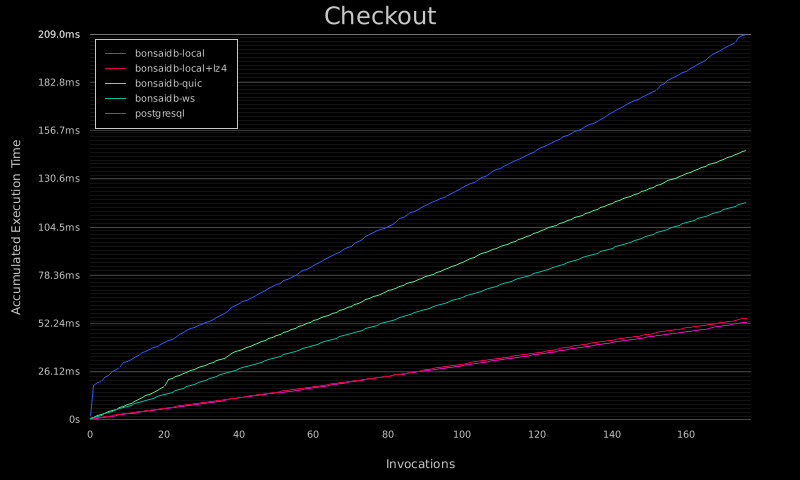 Checkout
209.0ms
182.8ms
156.7ms
130.6ms
104.5ms
78.36ms
52.24ms
26.12ms
0s
Accumulated Execution Time
bonsaidb-local
bonsaidb-local+lz4
bonsaidb-quic
bonsaidb-ws
postgresql
0 20 40 60 80 100 120 140 160
Invocations